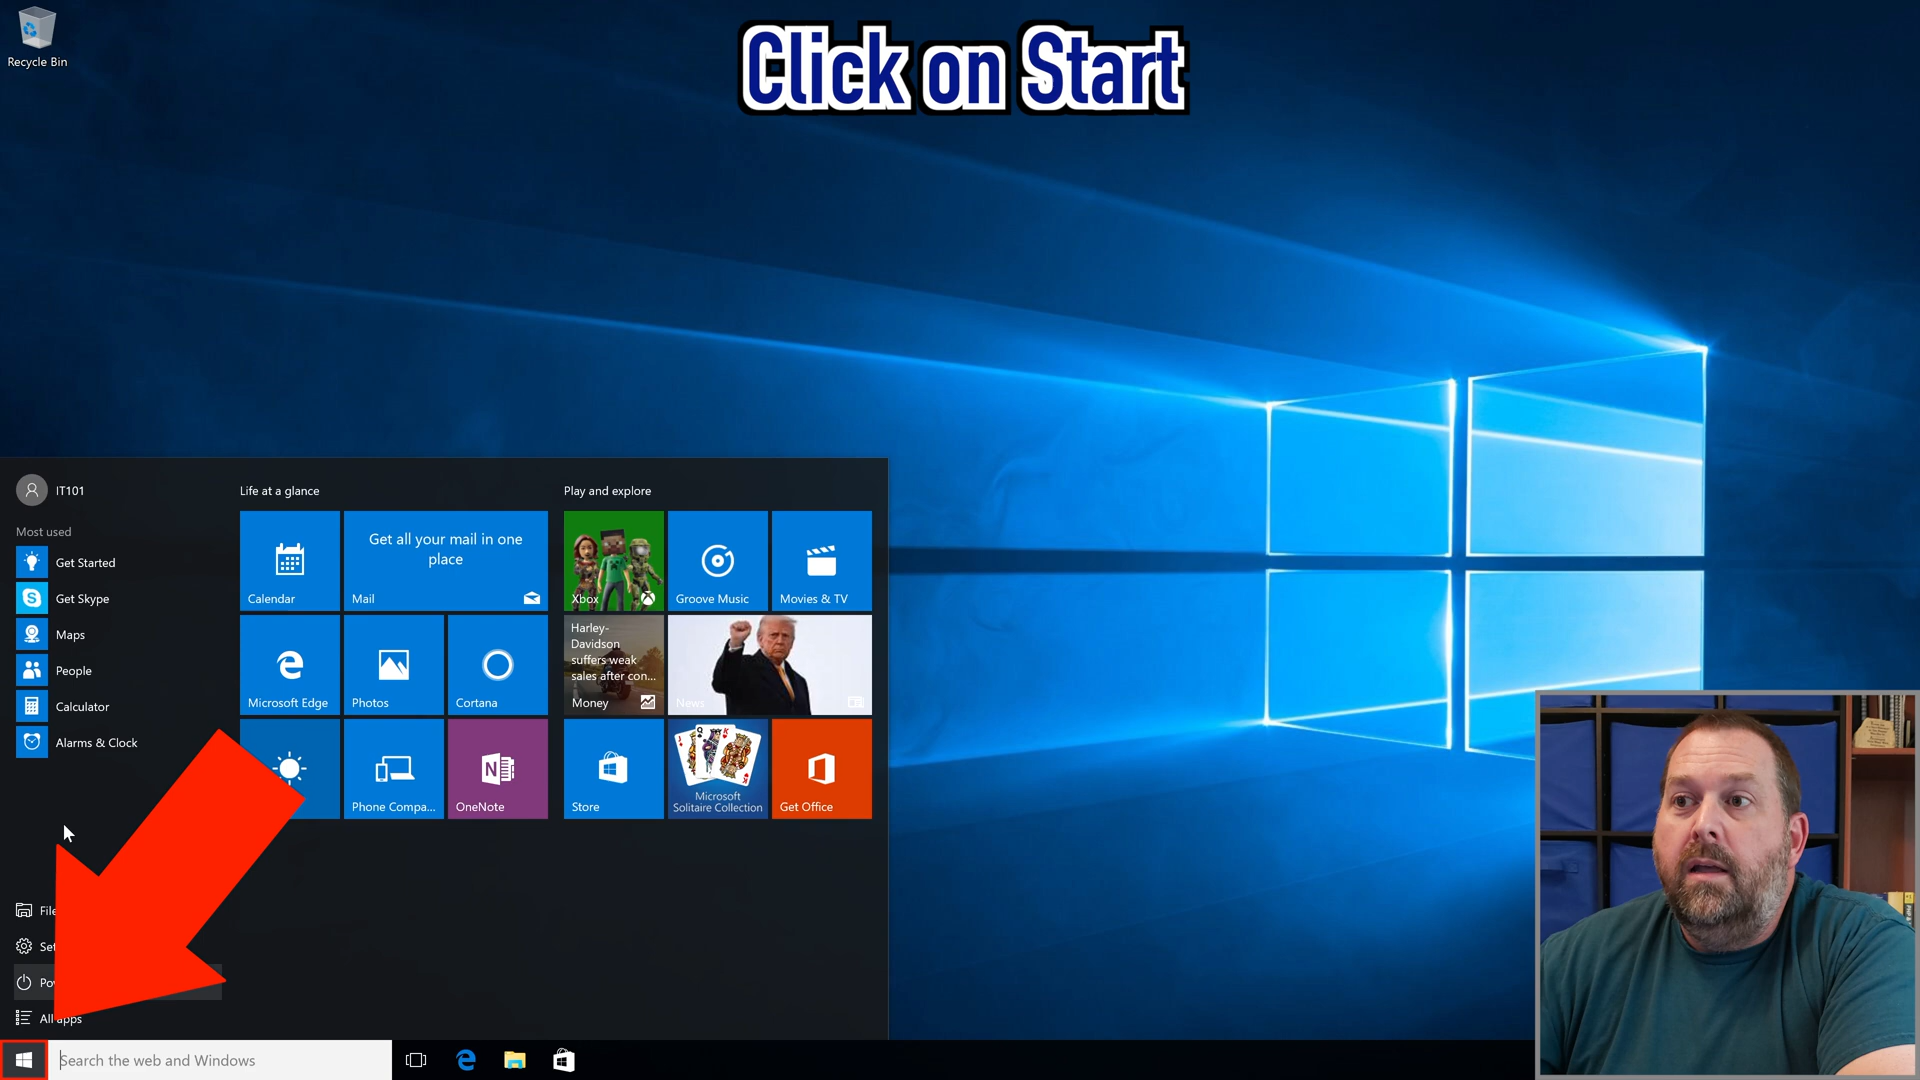 Click on Start
Recycle Bin
IT101
Most used
Get Started
Get Skype
Maps
People
Calculator
Alarms & Clock
All apps
Life at a glance
Calendar
Get all your mail in one
place
Mail
Microsoft Edge
Photos
Cortana
Phone Compa...
OneNote
Play and explore
Xbox
Groove Music
Movies & TV
Harley-
Davidson
suffers weak
sales after con...
Money
News
Store
Microsoft
Solitaire Collection
Get Office
Search the web and Windows